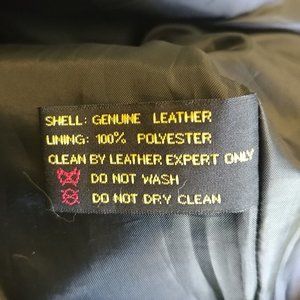 SHELL: GENUINE LEATHER
LINING: 100% POLYESTER
CLEAN BY LEATHER EXPERT ONLY
DO NOT WASH
DO NOT DRY CLEAN